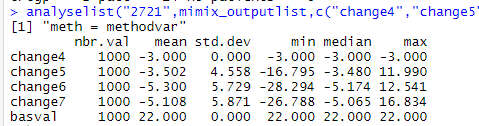 > analyselist("2721",mimix_outputlist,c("change4","change5"
[1] "meth = methodvar"
nbr.val mean std.dev min median max
change4 1000 -3.000 0.000 -3.000 -3.000 -3.000
change5 1000 -3.502 4.558 -16.795 -3.480 11.990
change6 1000 -5.300 5.729 -28.294 -5.174 12.541
change7 1000 -5.108 5.871 -26.788 -5.065 16.834
basval 1000 22.000 0.000 22.000 22.000 22.000